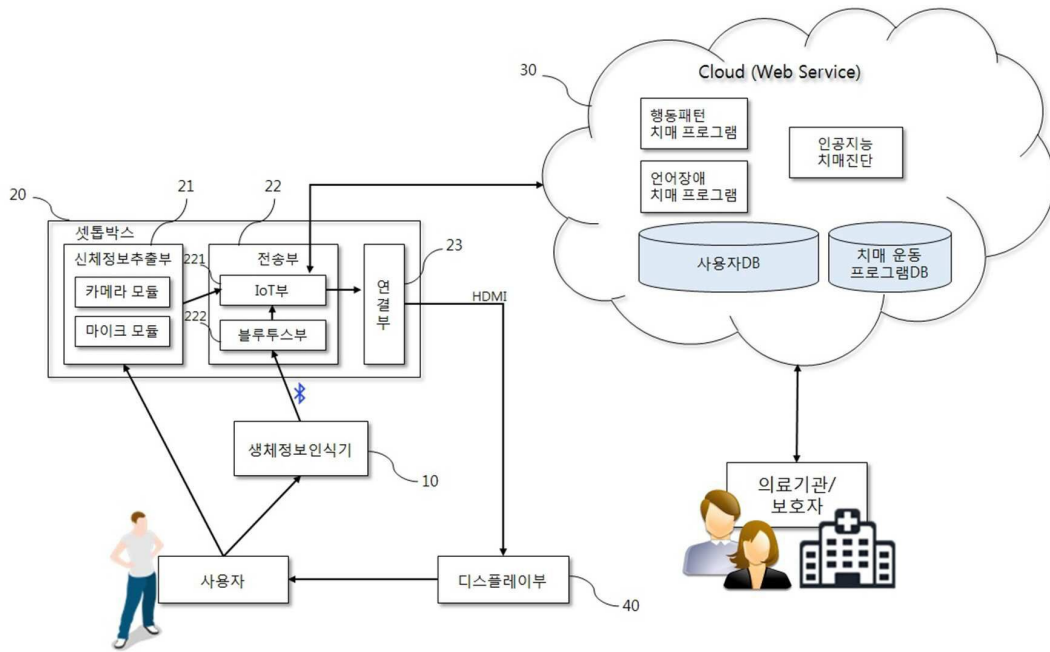 30
Cloud (Web Service)
행동패턴
치매 프로그램
인공지능
치매진단
언어장애
치매 프로그램
사용자DB
치매 운동
프로그램DB
20
21
22
23
셋톱박스
신체정보추출부
카메라 모듈
마이크 모듈
전송부
221
IoT부
222
블루투스부
연결부
HDMI
생체정보인식기
10
의료기관/
보호자
사용자
디스플레이부
40